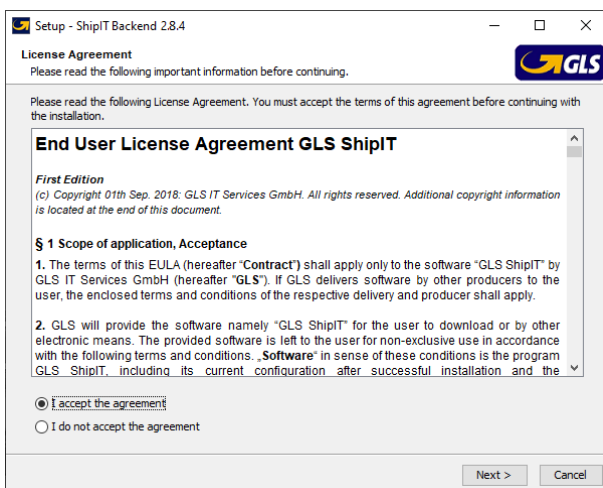 Setup - ShipIT Backend 2.8.4
License Agreement
Please read the following important information before continuing.
GLS
Please read the following License Agreement. You must accept the terms of this agreement before continuing with
the installation.
End User License Agreement GLS ShipIT
First Edition
(c) Copyright 01th Sep. 2018: GLS IT Services GmbH. All rights reserved. Additional copyright information
is located at the end of this document.
§ 1 Scope of application, Acceptance
1. The terms of this EULA (hereafter “Contract”) shall apply only to the software “GLS ShipIT” by
GLS IT Services GmbH (hereafter "GLS"). If GLS delivers software by other producers to the
user, the enclosed terms and conditions of the respective delivery and producer shall apply.
2. GLS will provide the software namely “GLS ShipIT” for the user to download or by other
electronic means. The provided software is left to the user for non-exclusive use in accordance
with the following terms and conditions. „Software“ in sense of these conditions is the program
GLS ShipIT, including its current configuration after successful installation and the
I accept the agreement
I do not accept the agreement
Next >
Cancel